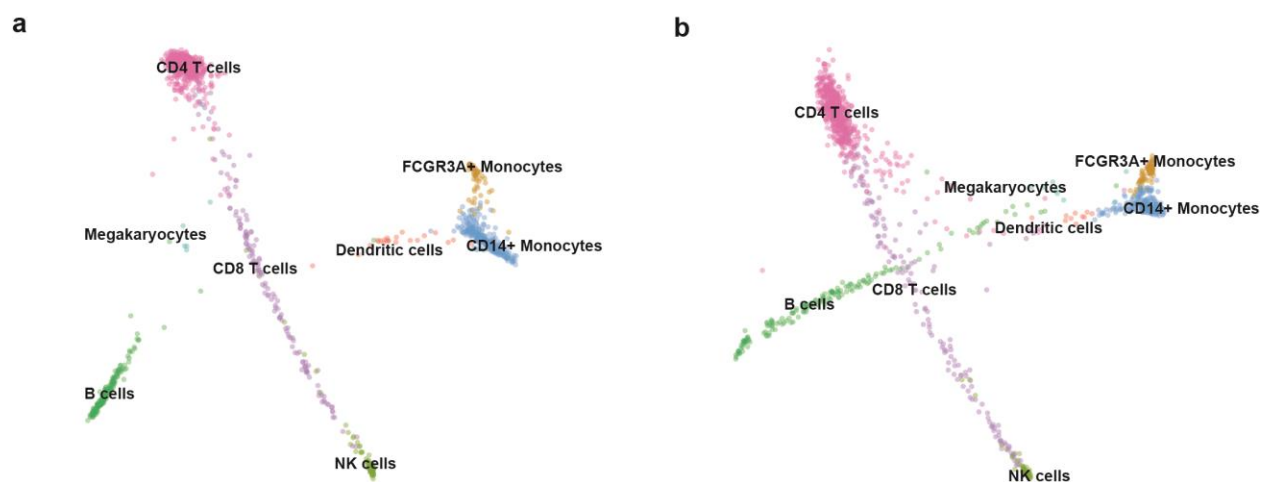 a
CD4 T cells
FCGR3A+ Monocytes
Megakaryocytes
Dendritic cells
CD14+ Monocytes
CD8 T cells
B cells
NK cells
b
CD4 T cells
FCGR3A+ Monocytes
Megakaryocytes
CD14+ Monocytes
Dendritic cells
CD8 T cells
B cells
NK cells